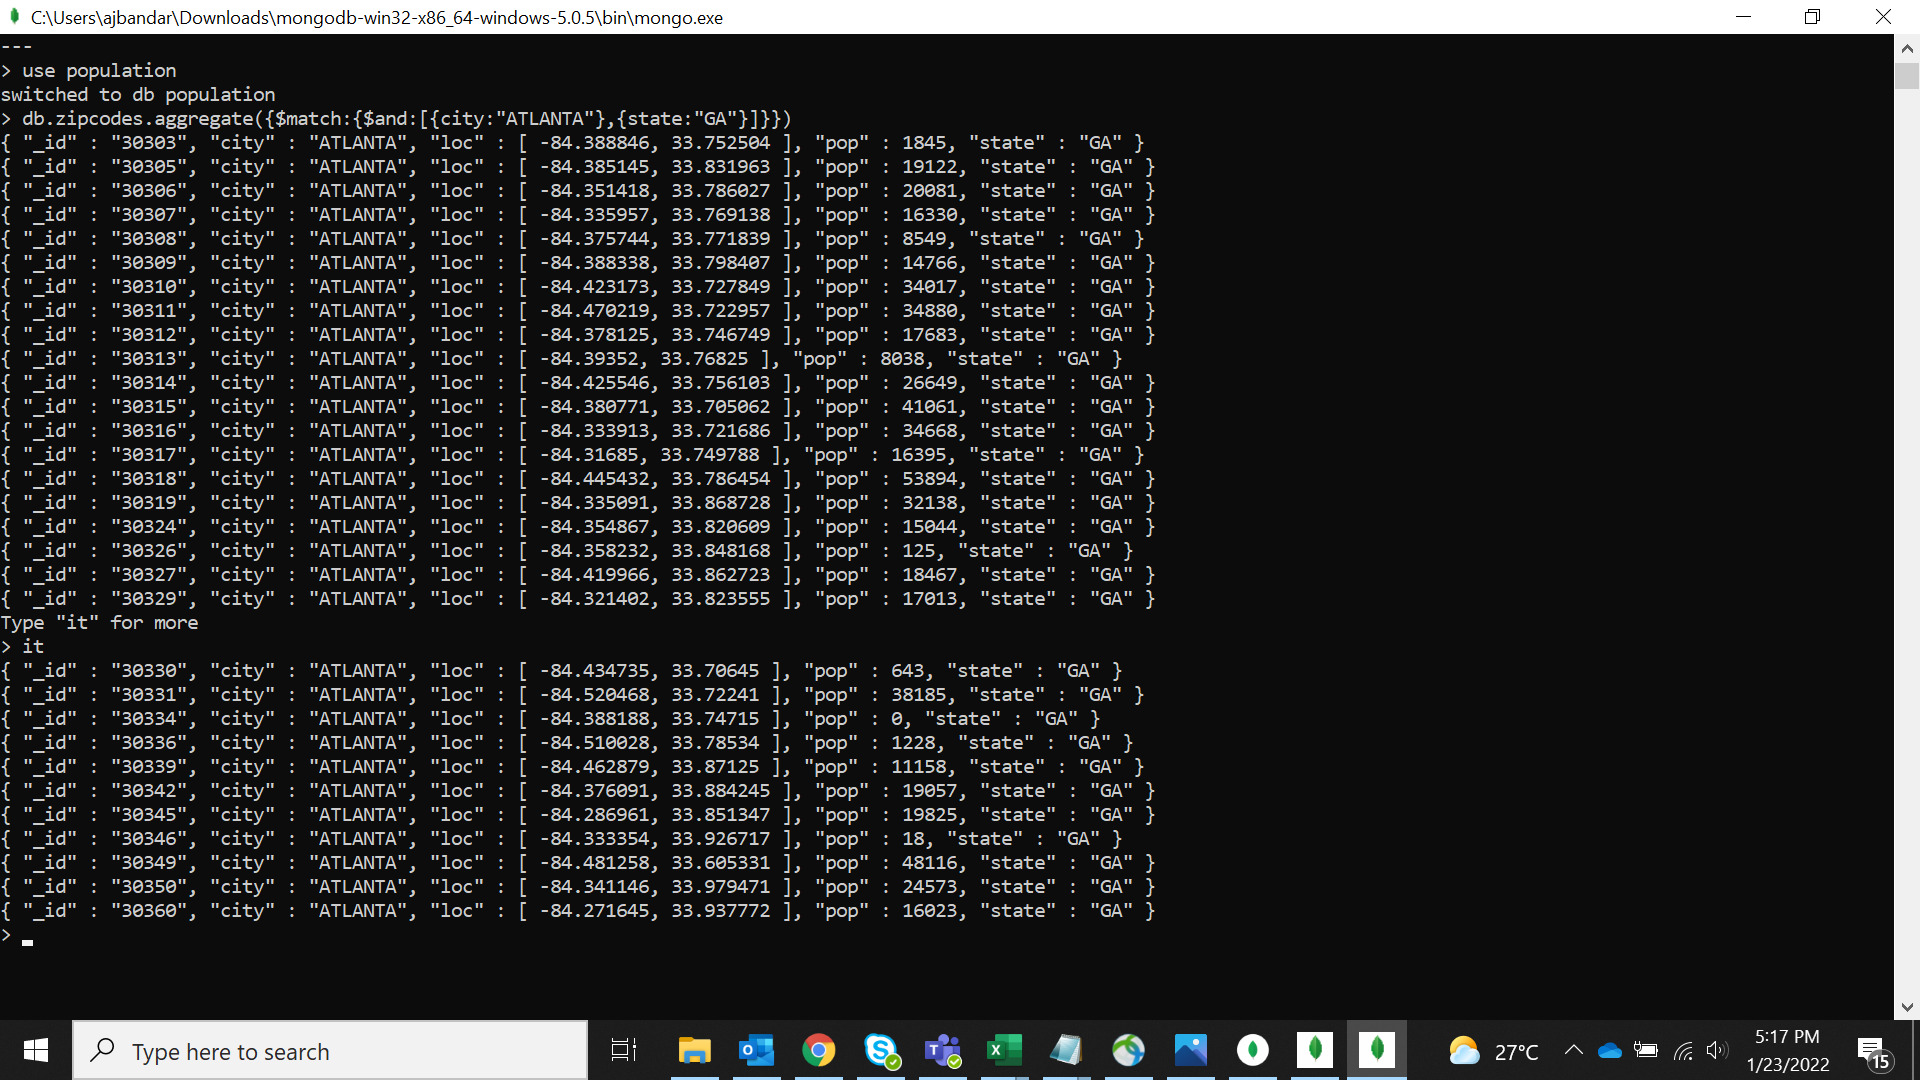 C:\Users\ajbandar\Downloads\mongodb-win32-x86_64-windows-5.0.5\bin\mongo.exe
---
> use population
switched to db population
> db.zipcodes.aggregate({$match:{$and:[{city:"ATLANTA"},{state:"GA"}]}})
{ "_id" : "30303", "city" : "ATLANTA", "loc" : [ -84.388846, 33.752504 ], "pop" : 1845, "state" : "GA" }
{ "_id" : "30305", "city" : "ATLANTA", "loc" : [ -84.385145, 33.831963 ], "pop" : 19122, "state" : "GA" }
{ "_id" : "30306", "city" : "ATLANTA", "loc" : [ -84.351418, 33.786027 ], "pop" : 20081, "state" : "GA" }
{ "_id" : "30307", "city" : "ATLANTA", "loc" : [ -84.335957, 33.769138 ], "pop" : 16330, "state" : "GA" }
{ "_id" : "30308", "city" : "ATLANTA", "loc" : [ -84.375744, 33.771839 ], "pop" : 8549, "state" : "GA" }
{ "_id" : "30309", "city" : "ATLANTA", "loc" : [ -84.388338, 33.798407 ], "pop" : 14766, "state" : "GA" }
{ "_id" : "30310", "city" : "ATLANTA", "loc" : [ -84.423173, 33.727849 ], "pop" : 34017, "state" : "GA" }
{ "_id" : "30311", "city" : "ATLANTA", "loc" : [ -84.470219, 33.722957 ], "pop" : 34880, "state" : "GA" }
{ "_id" : "30312", "city" : "ATLANTA", "loc" : [ -84.378125, 33.746749 ], "pop" : 17683, "state" : "GA" }
{ "_id" : "30313", "city" : "ATLANTA", "loc" : [ -84.39352, 33.76825 ], "pop" : 8038, "state" : "GA" }
{ "_id" : "30314", "city" : "ATLANTA", "loc" : [ -84.425546, 33.756103 ], "pop" : 26649, "state" : "GA" }
{ "_id" : "30315", "city" : "ATLANTA", "loc" : [ -84.380771, 33.705062 ], "pop" : 41061, "state" : "GA" }
{ "_id" : "30316", "city" : "ATLANTA", "loc" : [ -84.333913, 33.721686 ], "pop" : 34668, "state" : "GA" }
{ "_id" : "30317", "city" : "ATLANTA", "loc" : [ -84.31685, 33.749788 ], "pop" : 16395, "state" : "GA" }
{ "_id" : "30318", "city" : "ATLANTA", "loc" : [ -84.445432, 33.786454 ], "pop" : 53894, "state" : "GA" }
{ "_id" : "30319", "city" : "ATLANTA", "loc" : [ -84.335091, 33.868728 ], "pop" : 32138, "state" : "GA" }
{ "_id" : "30324", "city" : "ATLANTA", "loc" : [ -84.354867, 33.820609 ], "pop" : 15044, "state" : "GA" }
{ "_id" : "30326", "city" : "ATLANTA", "loc" : [ -84.358232, 33.848168 ], "pop" : 125, "state" : "GA" }
{ "_id" : "30327", "city" : "ATLANTA", "loc" : [ -84.419966, 33.862723 ], "pop" : 18467, "state" : "GA" }
{ "_id" : "30329", "city" : "ATLANTA", "loc" : [ -84.321402, 33.823555 ], "pop" : 17013, "state" : "GA" }
Type "it" for more
> it
{ "_id" : "30330", "city" : "ATLANTA", "loc" : [ -84.434735, 33.70645 ], "pop" : 643, "state" : "GA" }
{ "_id" : "30331", "city" : "ATLANTA", "loc" : [ -84.520468, 33.72241 ], "pop" : 38185, "state" : "GA" }
{ "_id" : "30334", "city" : "ATLANTA", "loc" : [ -84.388188, 33.74715 ], "pop" : 0, "state" : "GA" }
{ "_id" : "30336", "city" : "ATLANTA", "loc" : [ -84.510028, 33.78534 ], "pop" : 1228, "state" : "GA" }
{ "_id" : "30339", "city" : "ATLANTA", "loc" : [ -84.462879, 33.87125 ], "pop" : 11158, "state" : "GA" }
{ "_id" : "30342", "city" : "ATLANTA", "loc" : [ -84.376091, 33.884245 ], "pop" : 19057, "state" : "GA" }
{ "_id" : "30345", "city" : "ATLANTA", "loc" : [ -84.286961, 33.851347 ], "pop" : 19825, "state" : "GA" }
{ "_id" : "30346", "city" : "ATLANTA", "loc" : [ -84.333354, 33.926717 ], "pop" : 18, "state" : "GA" }
{ "_id" : "30349", "city" : "ATLANTA", "loc" : [ -84.481258, 33.605331 ], "pop" : 48116, "state" : "GA" }
{ "_id" : "30350", "city" : "ATLANTA", "loc" : [ -84.341146, 33.979471 ], "pop" : 24573, "state" : "GA" }
{ "_id" : "30360", "city" : "ATLANTA", "loc" : [ -84.271645, 33.937772 ], "pop" : 16023, "state" : "GA" }
>
Type here to search
27°C
5:17 PM
1/23/2022
15